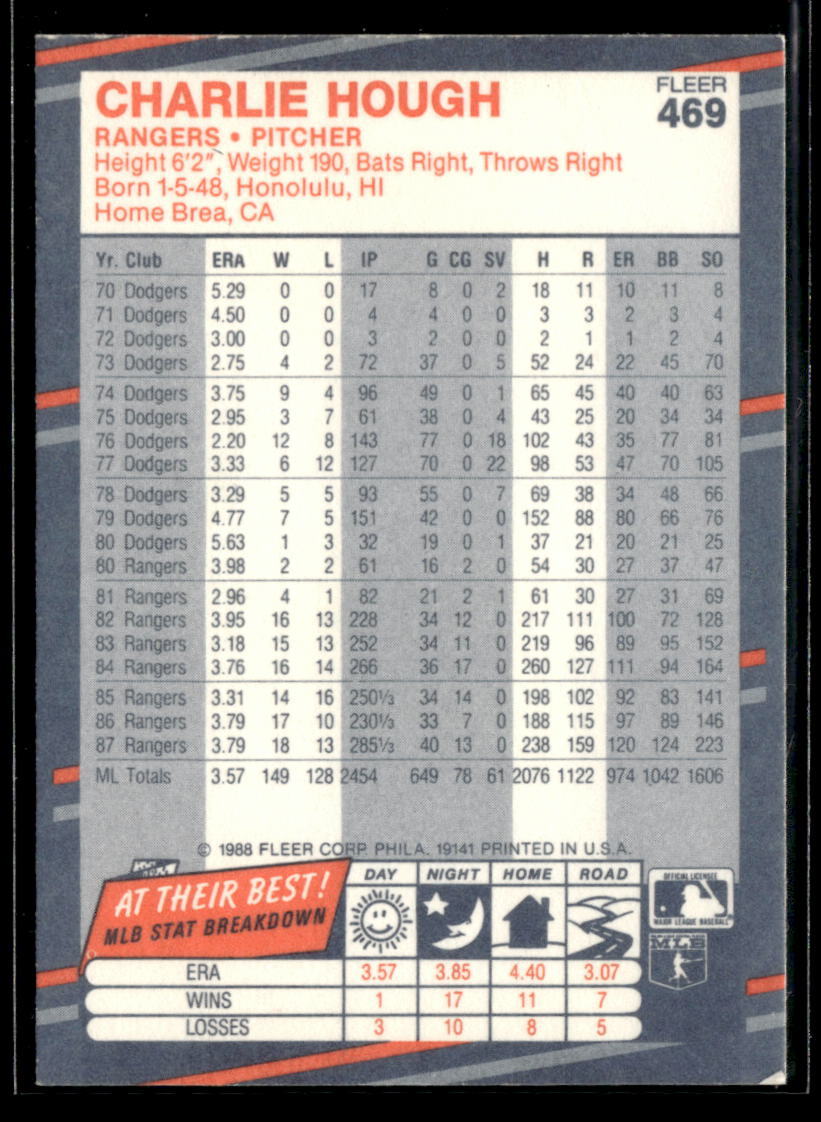 CHARLIE HOUGH
FLEER
469
RANGERS • PITCHER
Height 6'2", Weight 190, Bats Right, Throws Right
Born 1-5-48, Honolulu, HI
Home Brea, CA
Yr. Club ERA W L IP G CG SV H R ER BB SO
70 Dodgers 5.29 0 0 17 8 0 2 18 11 10 11 8
71 Dodgers 4.50 0 0 4 4 0 0 3 3 2 3 4
72 Dodgers 3.00 0 0 3 2 0 0 2 1 1 2 4
73 Dodgers 2.75 4 2 72 37 0 5 52 24 22 45 70
74 Dodgers 3.75 9 4 96 49 0 1 65 45 40 40 63
75 Dodgers 2.95 3 7 61 38 0 4 43 25 20 34 34
76 Dodgers 2.20 12 8 143 77 0 18 102 43 35 77 81
77 Dodgers 3.33 6 12 127 70 0 22 98 53 47 70 105
78 Dodgers 3.29 5 5 93 55 0 7 69 38 34 48 66
79 Dodgers 4.77 7 5 151 42 0 0 152 88 80 66 76
80 Dodgers 5.63 1 3 32 19 0 1 37 21 20 21 25
80 Rangers 3.98 2 2 61 16 2 0 54 30 27 37 47
81 Rangers 2.96 4 1 82 21 2 1 61 30 27 31 69
82 Rangers 3.95 16 13 228 34 12 0 217 111 100 72 128
83 Rangers 3.18 15 13 252 34 11 0 219 96 89 95 152
84 Rangers 3.76 16 14 266 36 17 0 260 127 111 94 164
85 Rangers 3.31 14 16 250⅓ 34 14 0 198 102 92 83 141
86 Rangers 3.79 17 10 230⅓ 33 7 0 188 115 97 89 146
87 Rangers 3.79 18 13 285⅓ 40 13 0 238 159 120 124 223
ML Totals 3.57 149 128 2454 649 78 61 2076 1122 974 1042 1606
© 1988 FLEER CORP. PHILA. 19141 PRINTED IN U.S.A.
AT THEIR BEST!
MLB STAT BREAKDOWN
DAY NIGHT HOME ROAD
ERA 3.57 3.85 4.40 3.07
WINS 1 17 11 7
LOSSES 3 10 8 5
OFFICIAL LICENSEE
MAJOR LEAGUE BASEBALL
MLB